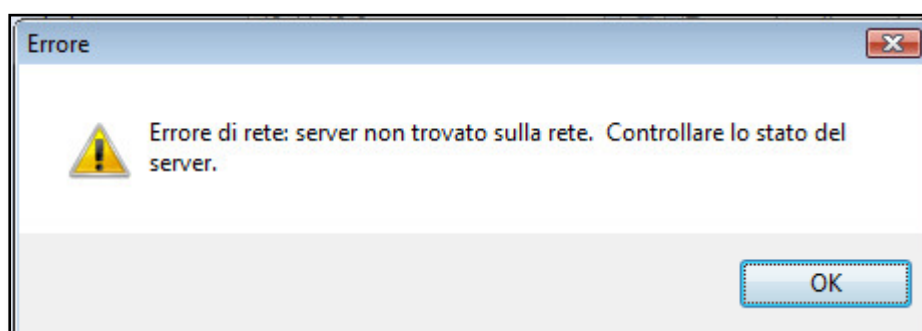 Errore
Errore di rete: server non trovato sulla rete.  Controllare lo stato del
server.
OK